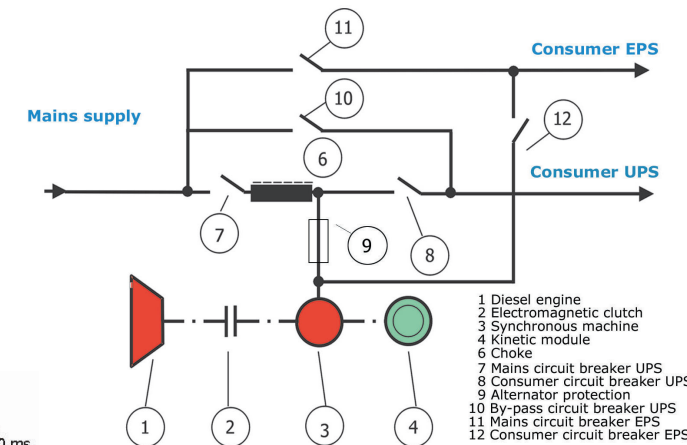 11
Consumer EPS
Mains supply
10
12
6
Consumer UPS
7
9
8
1 Diesel engine
2 Electromagnetic clutch
3 Synchronous machine
4 Kinetic module
6 Choke
7 Mains circuit breaker UPS
8 Consumer circuit breaker UPS
9 Alternator protection
10 By-pass circuit breaker UPS
11 Mains circuit breaker EPS
12 Consumer circuit breaker EPS
1
2
3
4
ms